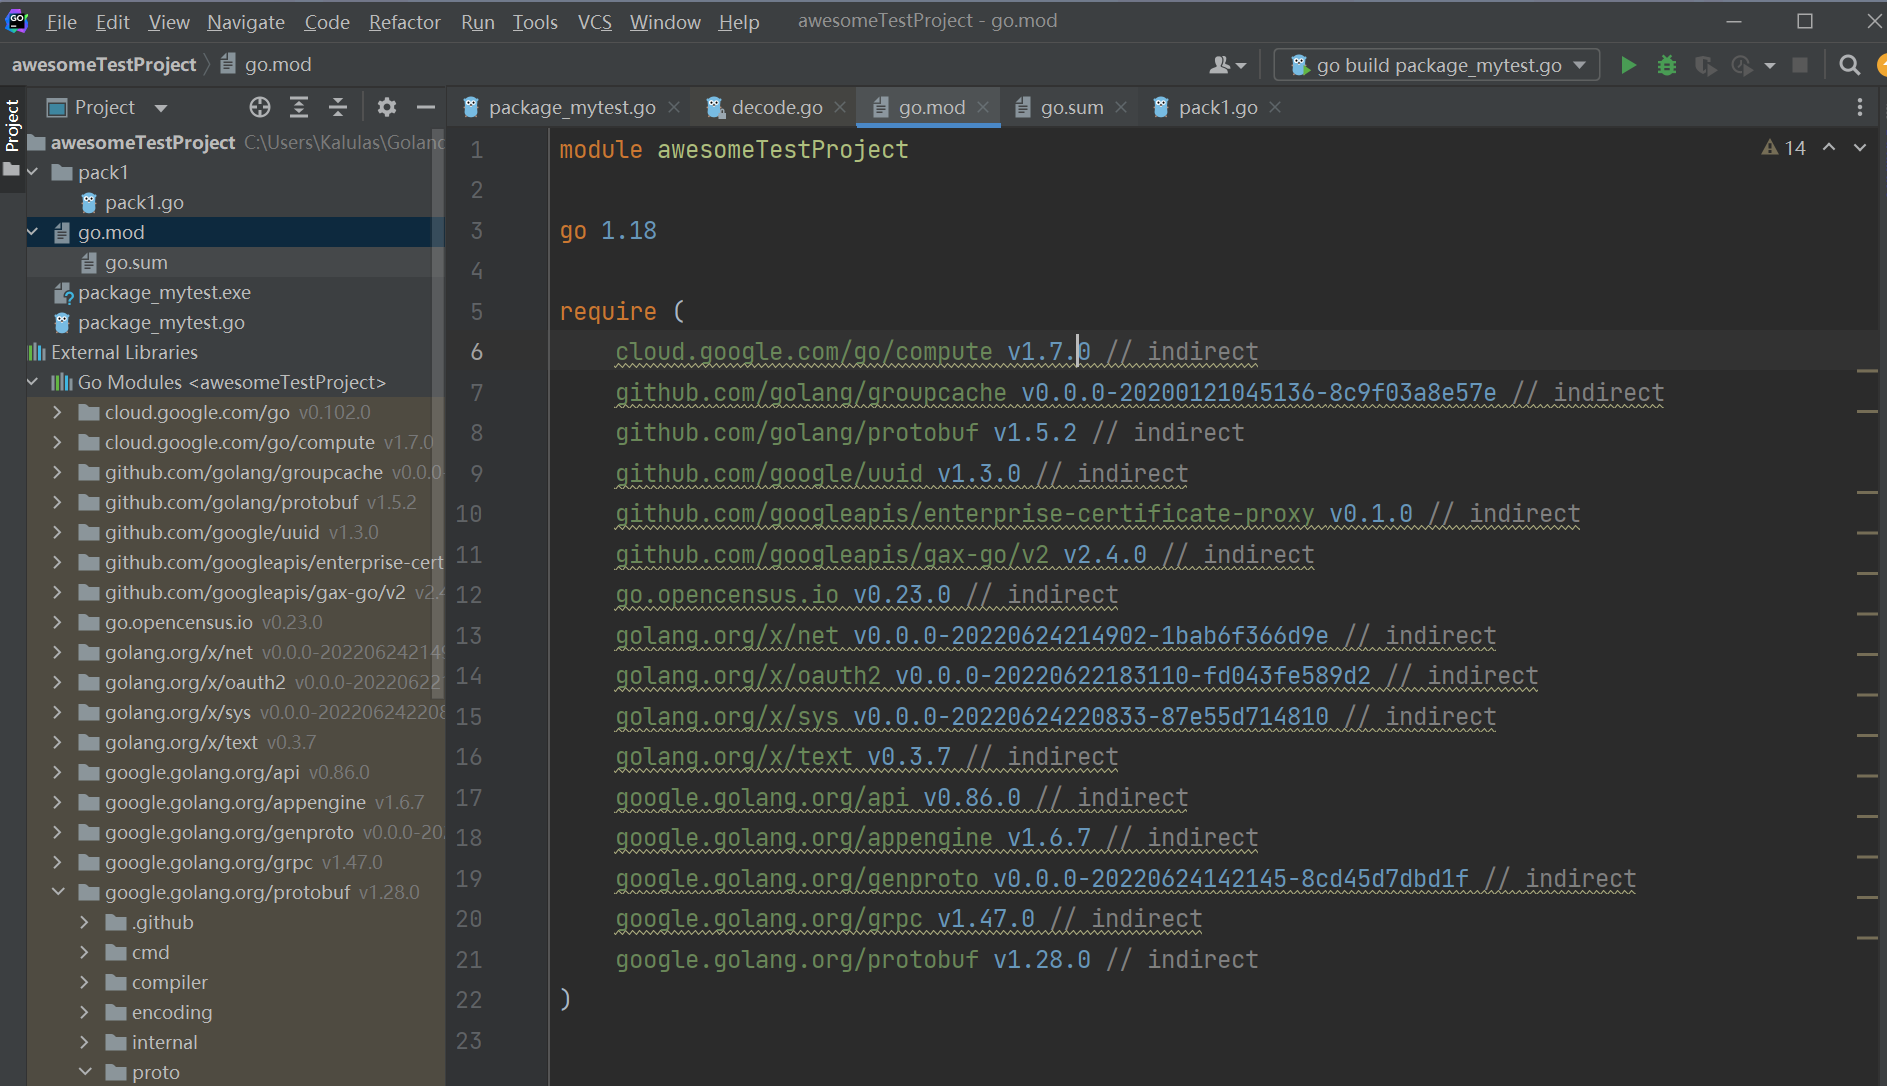 File Edit View Navigate Code Refactor Run Tools VCS Window Help awesomeTestProject - go.mod
awesomeTestProject go.mod go build package_mytest.go
Project
Project package_mytest.go decode.go go.mod go.sum pack1.go
awesomeTestProject C:\Users\Kalulas\Goland
pack1
pack1.go
go.mod
go.sum
package_mytest.exe
package_mytest.go
External Libraries
Go Modules <awesomeTestProject>
cloud.google.com/go v0.102.0
cloud.google.com/go/compute v1.7.0
github.com/golang/groupcache v0.0.0-
github.com/golang/protobuf v1.5.2
github.com/google/uuid v1.3.0
github.com/googleapis/enterprise-cert
github.com/googleapis/gax-go/v2 v2.4
go.opencensus.io v0.23.0
golang.org/x/net v0.0.0-202206242149
golang.org/x/oauth2 v0.0.0-202206221
golang.org/x/sys v0.0.0-202206242208
golang.org/x/text v0.3.7
google.golang.org/api v0.86.0
google.golang.org/appengine v1.6.7
google.golang.org/genproto v0.0.0-20
google.golang.org/grpc v1.47.0
google.golang.org/protobuf v1.28.0
.github
cmd
compiler
encoding
internal
proto
14
1 module awesomeTestProject
2
3 go 1.18
4
5 require (
6 cloud.google.com/go/compute v1.7.0 // indirect
7 github.com/golang/groupcache v0.0.0-20200121045136-8c9f03a8e57e // indirect
8 github.com/golang/protobuf v1.5.2 // indirect
9 github.com/google/uuid v1.3.0 // indirect
10 github.com/googleapis/enterprise-certificate-proxy v0.1.0 // indirect
11 github.com/googleapis/gax-go/v2 v2.4.0 // indirect
12 go.opencensus.io v0.23.0 // indirect
13 golang.org/x/net v0.0.0-20220624214902-1bab6f366d9e // indirect
14 golang.org/x/oauth2 v0.0.0-20220622183110-fd043fe589d2 // indirect
15 golang.org/x/sys v0.0.0-20220624220833-87e55d714810 // indirect
16 golang.org/x/text v0.3.7 // indirect
17 google.golang.org/api v0.86.0 // indirect
18 google.golang.org/appengine v1.6.7 // indirect
19 google.golang.org/genproto v0.0.0-20220624142145-8cd45d7dbd1f // indirect
20 google.golang.org/grpc v1.47.0 // indirect
21 google.golang.org/protobuf v1.28.0 // indirect
22 )
23